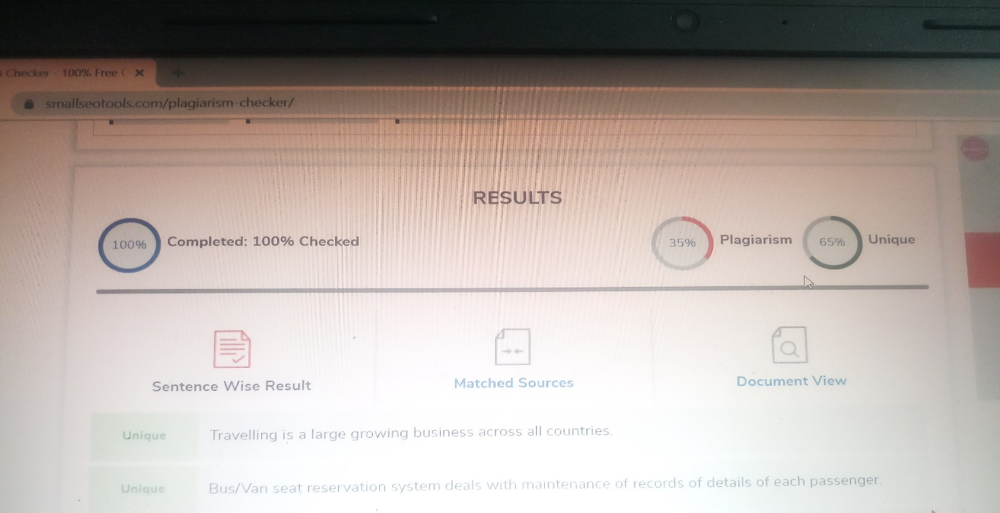 Checker - 100% Free
smallseotools.com/plagiarism-checker/
RESULTS
100% Completed: 100% Checked 35% Plagiarism 65% Unique
Sentence Wise Result Matched Sources Document View
Unique Travelling is a large growing business across all countries.
Unique Bus/Van seat reservation system deals with maintenance of records of details of each passenger.